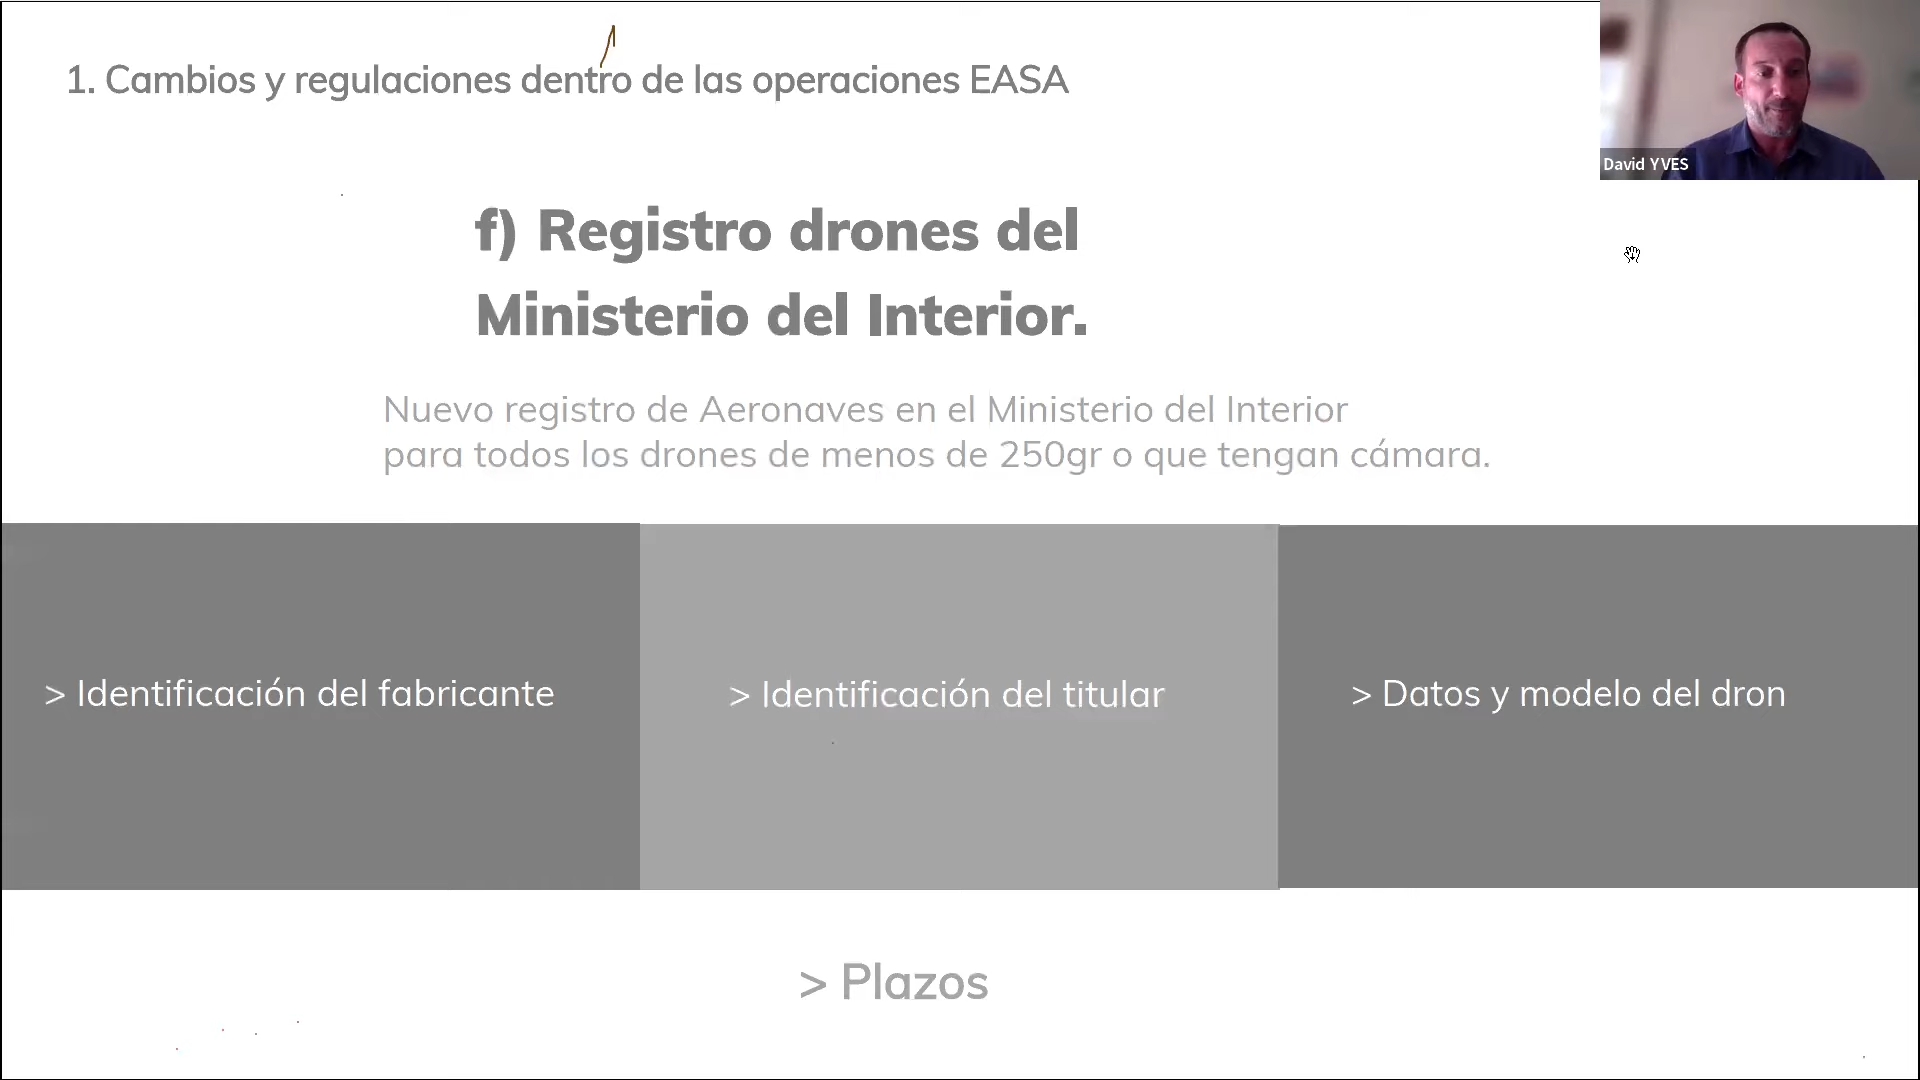 1. Cambios y regulaciones dentro de las operaciones EASA
David YVES
f) Registro drones del
Ministerio del Interior.
Nuevo registro de Aeronaves en el Ministerio del Interior
para todos los drones de menos de 250gr o que tengan cámara.
> Identificación del fabricante
> Identificación del titular
> Datos y modelo del dron
> Plazos